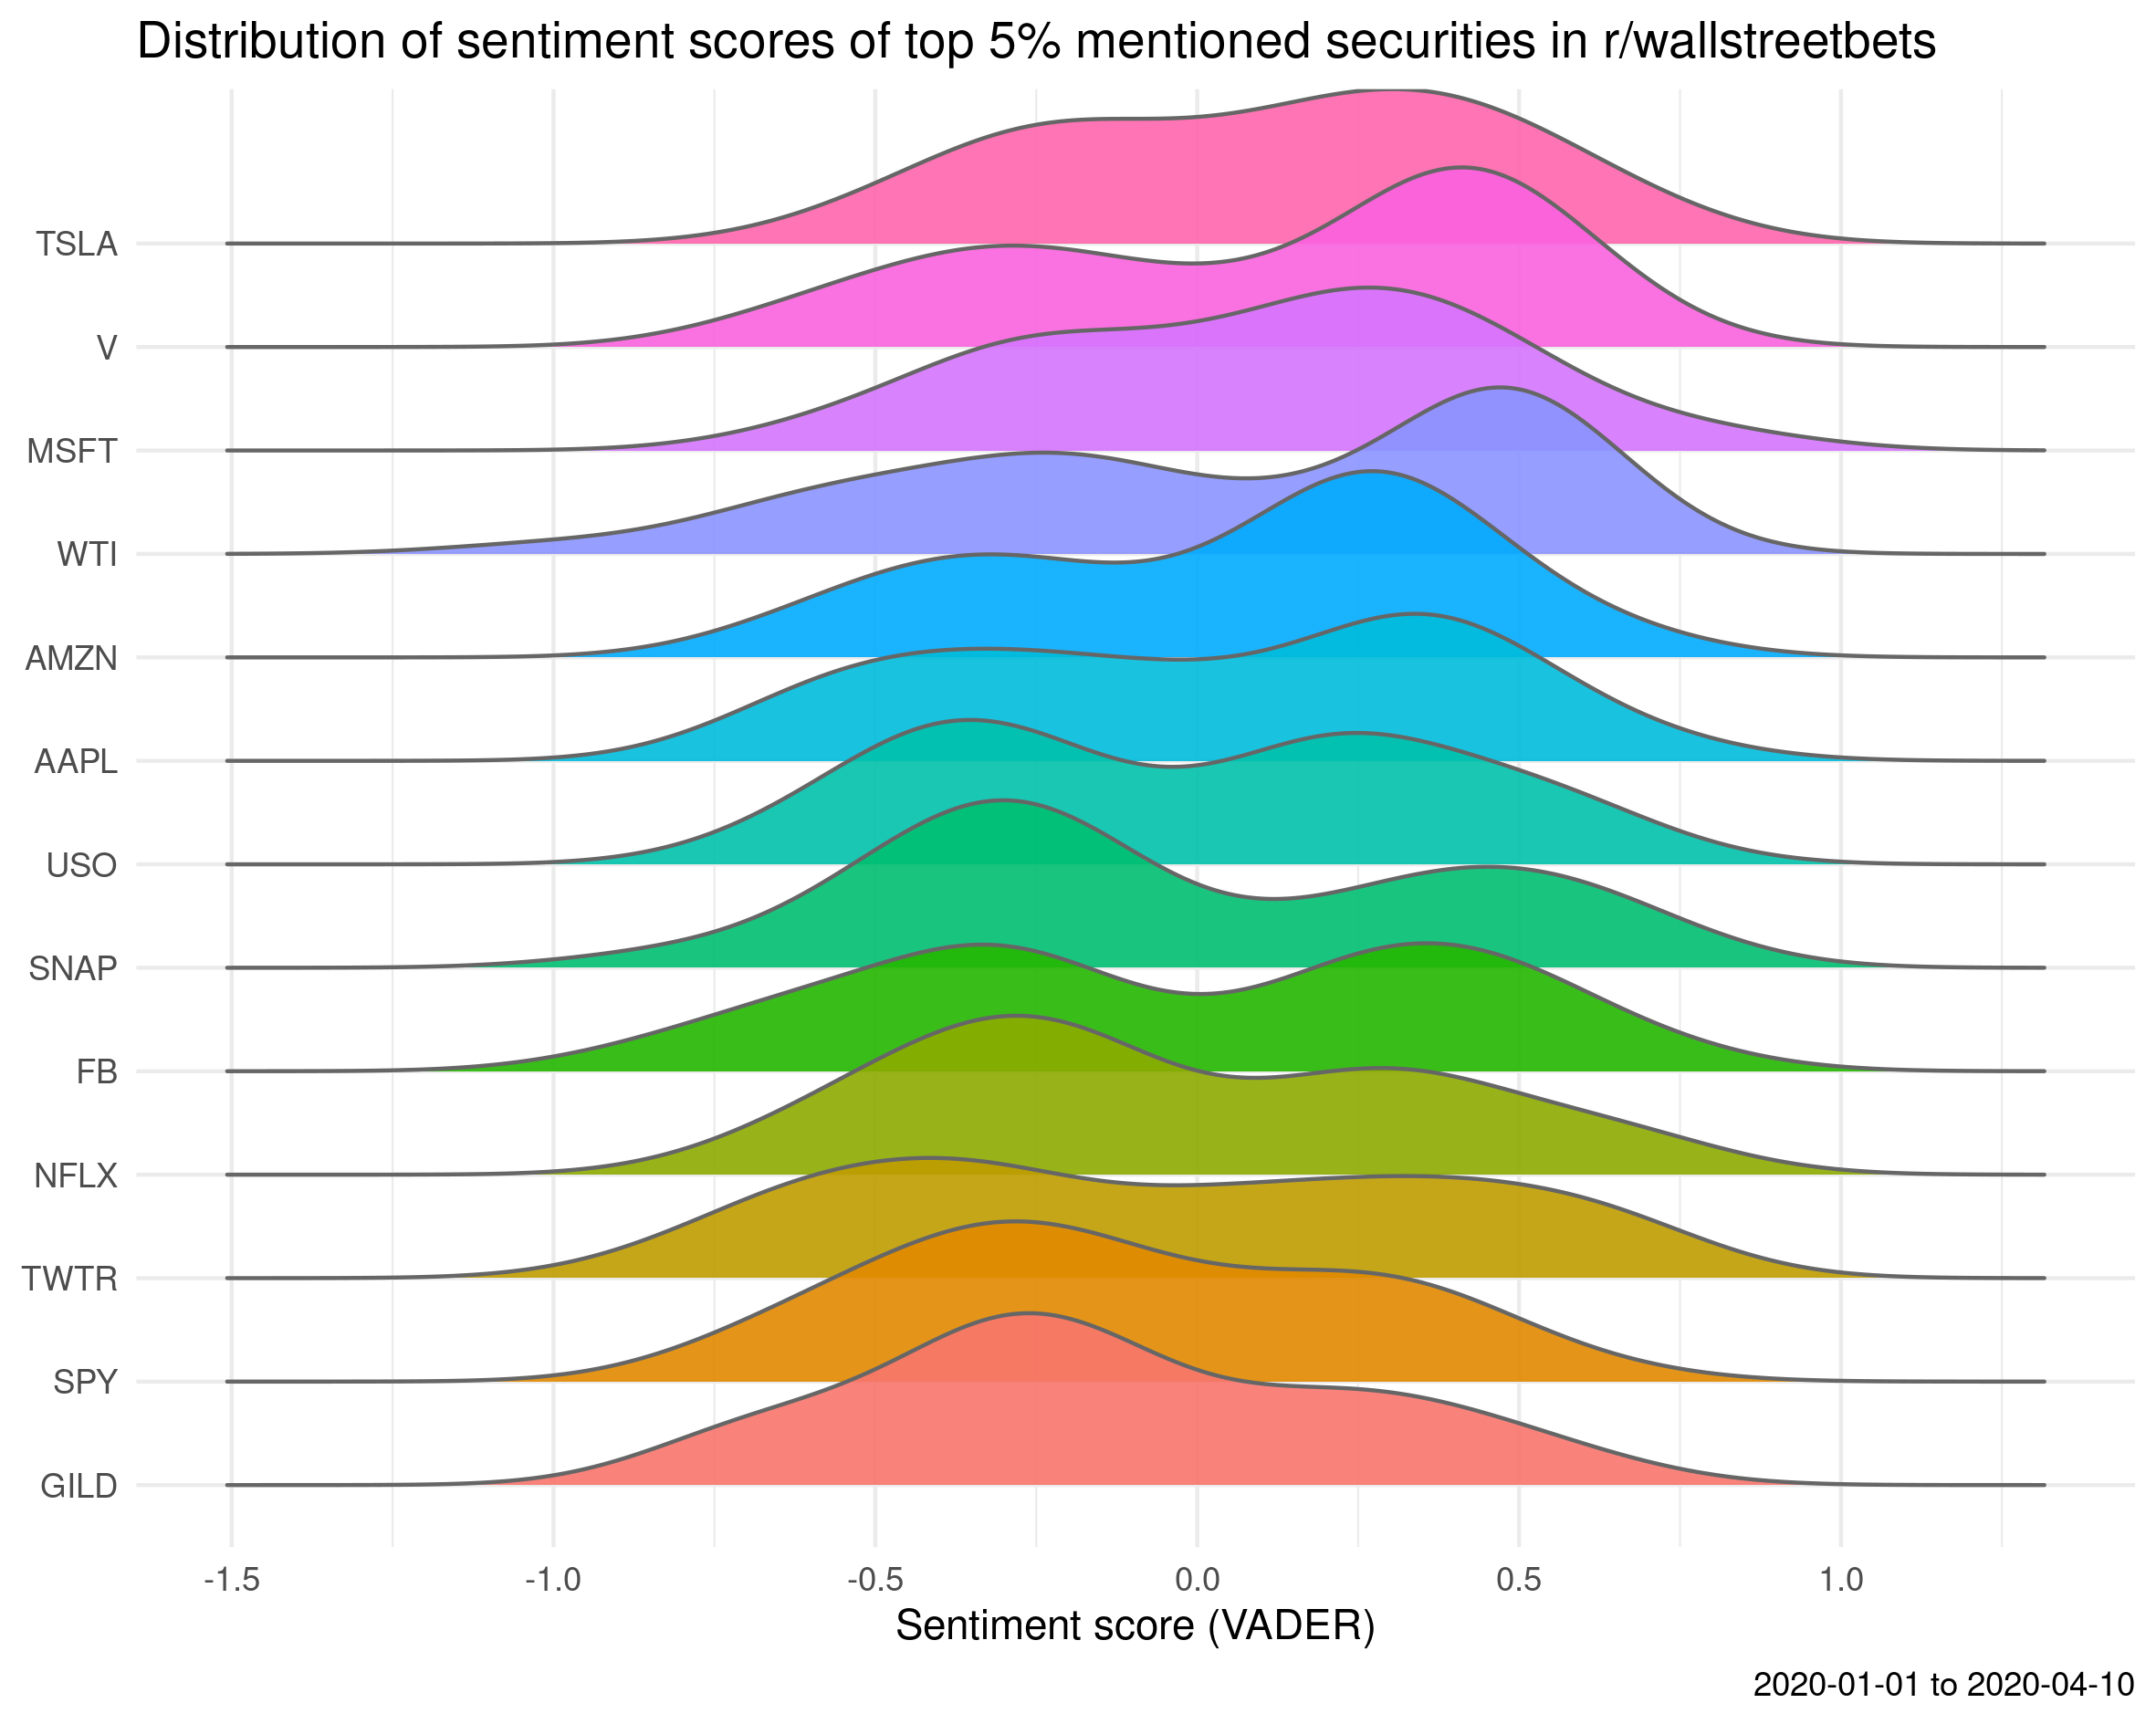 Distribution of sentiment scores of top 5% mentioned securities in r/wallstreetbets
TSLA
V
MSFT
WTI
AMZN
AAPL
USO
SNAP
FB
NFLX
TWTR
SPY
GILD
-1.5 -1.0 -0.5 0.0 0.5 1.0
Sentiment score (VADER)
2020-01-01 to 2020-04-10